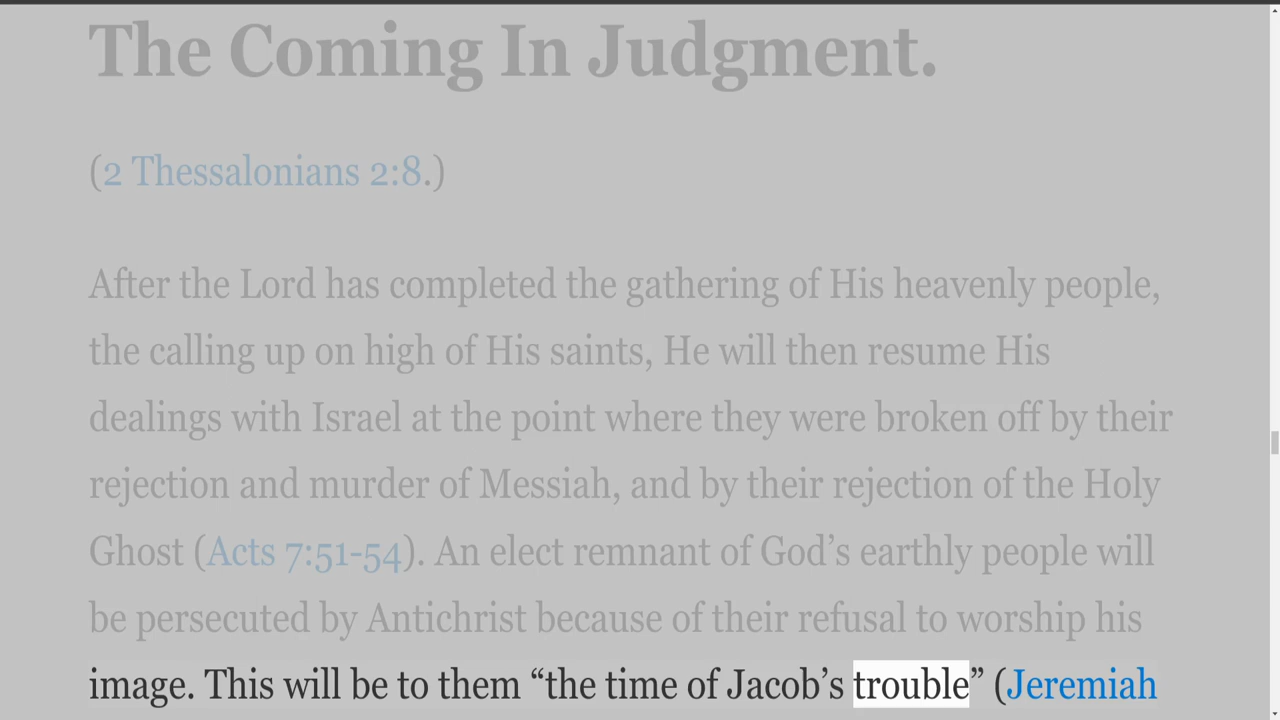 The Coming In Judgment.
(2 Thessalonians 2:8.)
After the Lord has completed the gathering of His heavenly people,
the calling up on high of His saints, He will then resume His
dealings with Israel at the point where they were broken off by their
rejection and murder of Messiah, and by their rejection of the Holy
Ghost (Acts 7:51-54). An elect remnant of God’s earthly people will
be persecuted by Antichrist because of their refusal to worship his
image. This will be to them “the time of Jacob’s trouble” (Jeremiah